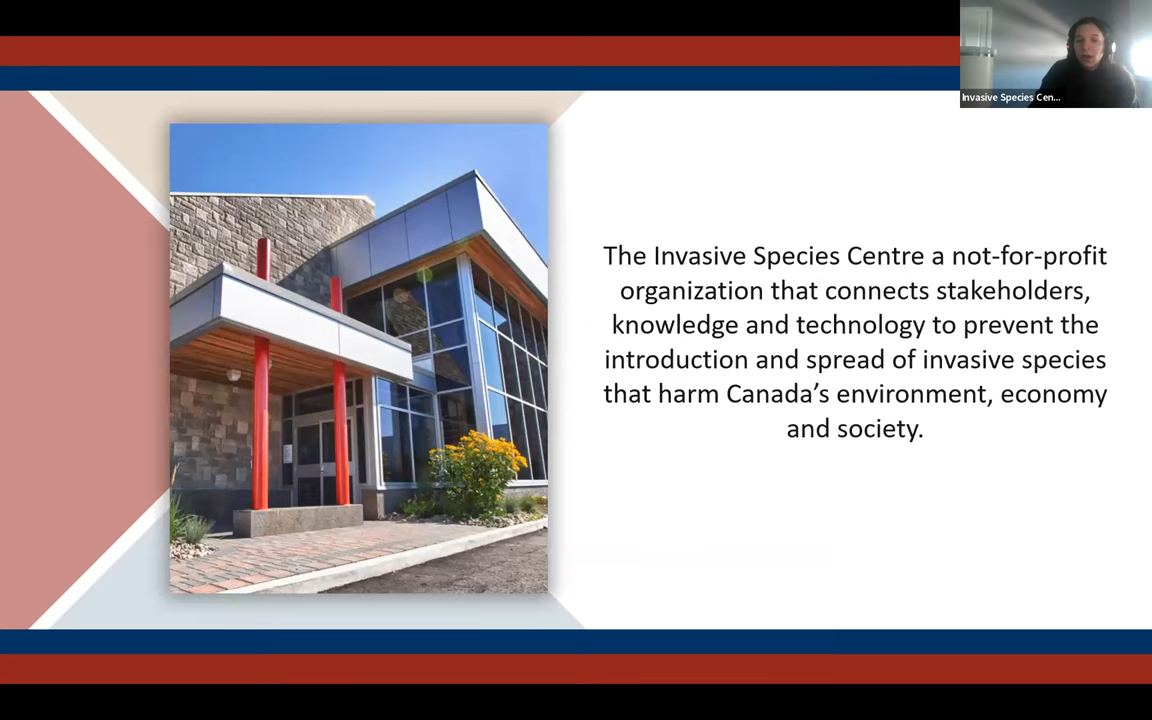 Invasive Species Cen...
The Invasive Species Centre a not-for-profit
organization that connects stakeholders,
knowledge and technology to prevent the
introduction and spread of invasive species
that harm Canada’s environment, economy
and society.